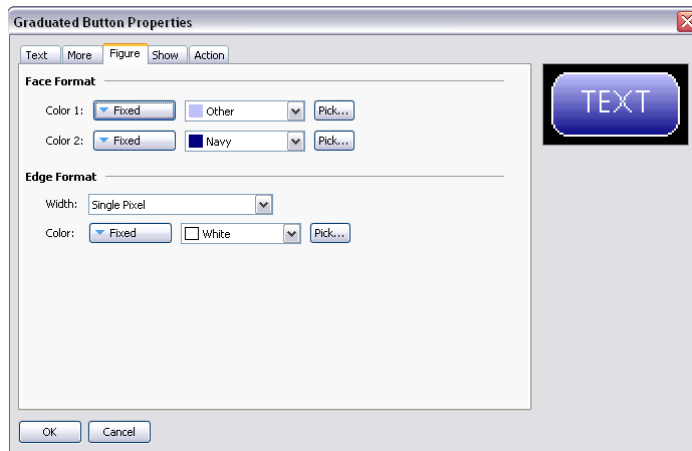 Graduated Button Properties
Text More Figure Show Action
TEXT
Face Format
Color 1: Fixed Other Pick...
Color 2: Fixed Navy Pick...
Edge Format
Width: Single Pixel
Color: Fixed White Pick...
OK Cancel